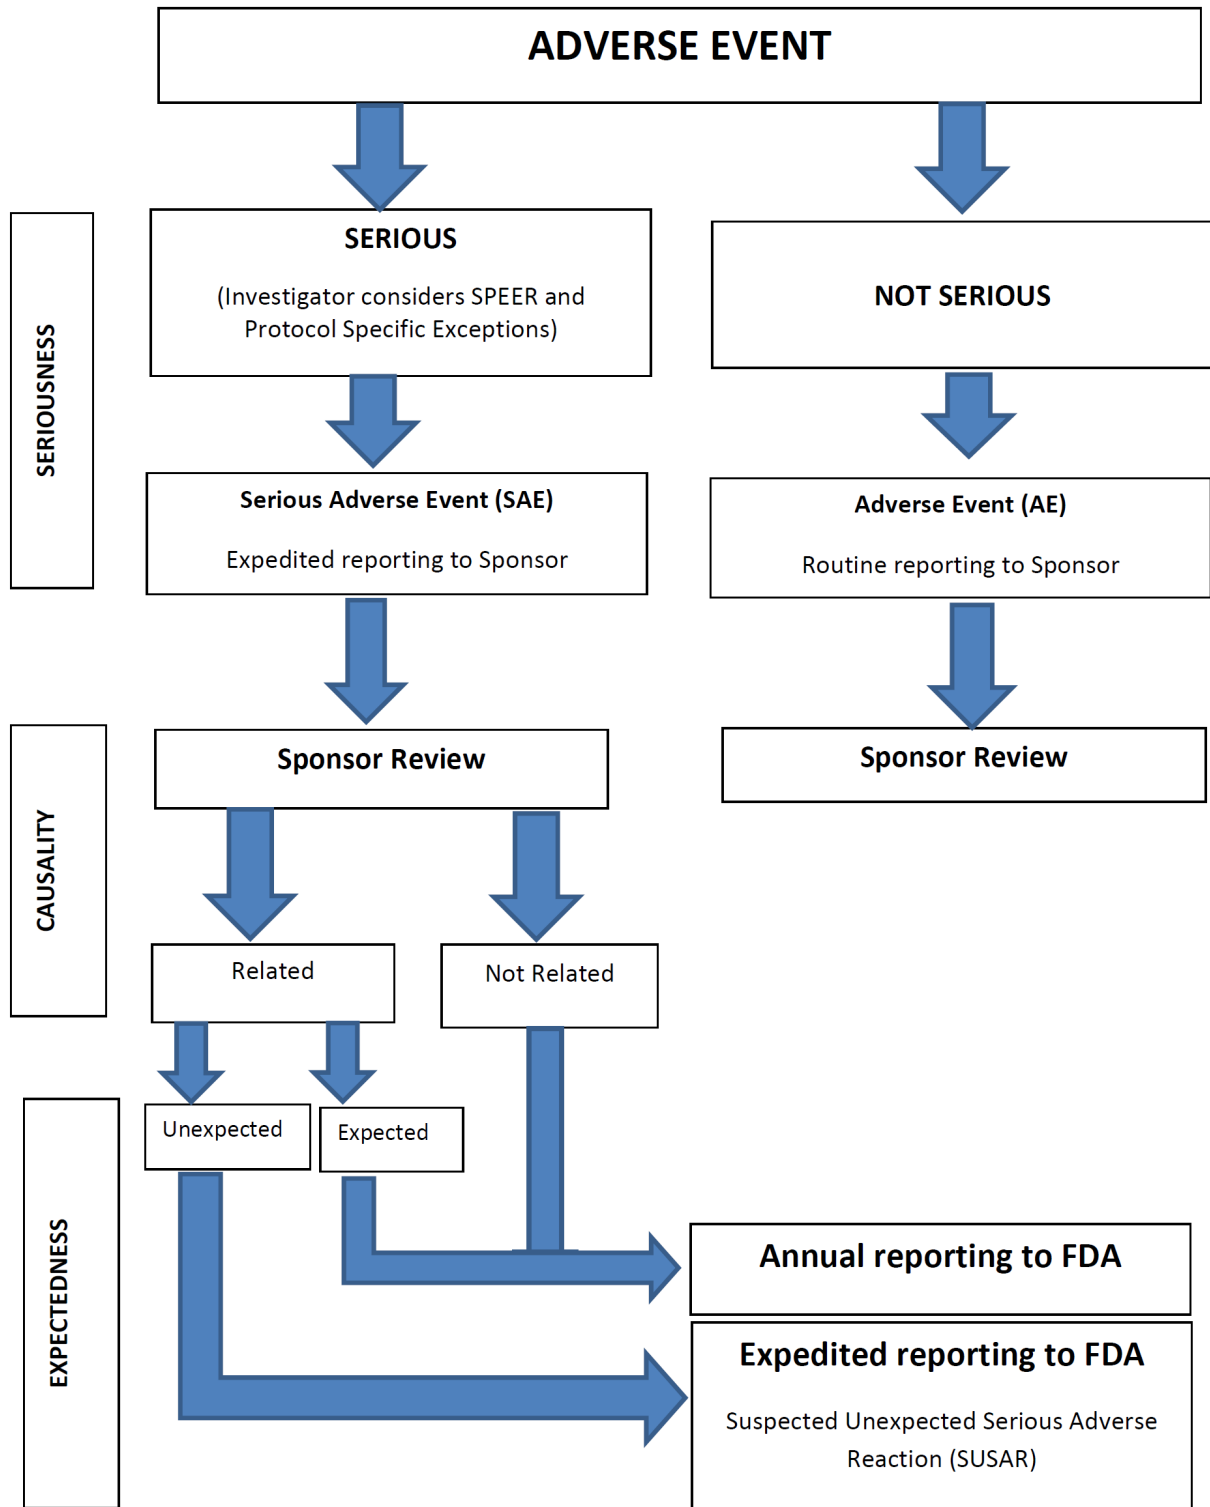 ADVERSE EVENT
SERIOUSNESS
SERIOUS
(Investigator considers SPEER and
Protocol Specific Exceptions)
NOT SERIOUS
Serious Adverse Event (SAE)
Expedited reporting to Sponsor
Adverse Event (AE)
Routine reporting to Sponsor
CAUSALITY
Sponsor Review
Sponsor Review
Related
Not Related
EXPECTEDNESS
Unexpected
Expected
Annual reporting to FDA
Expedited reporting to FDA
Suspected Unexpected Serious Adverse
Reaction (SUSAR)